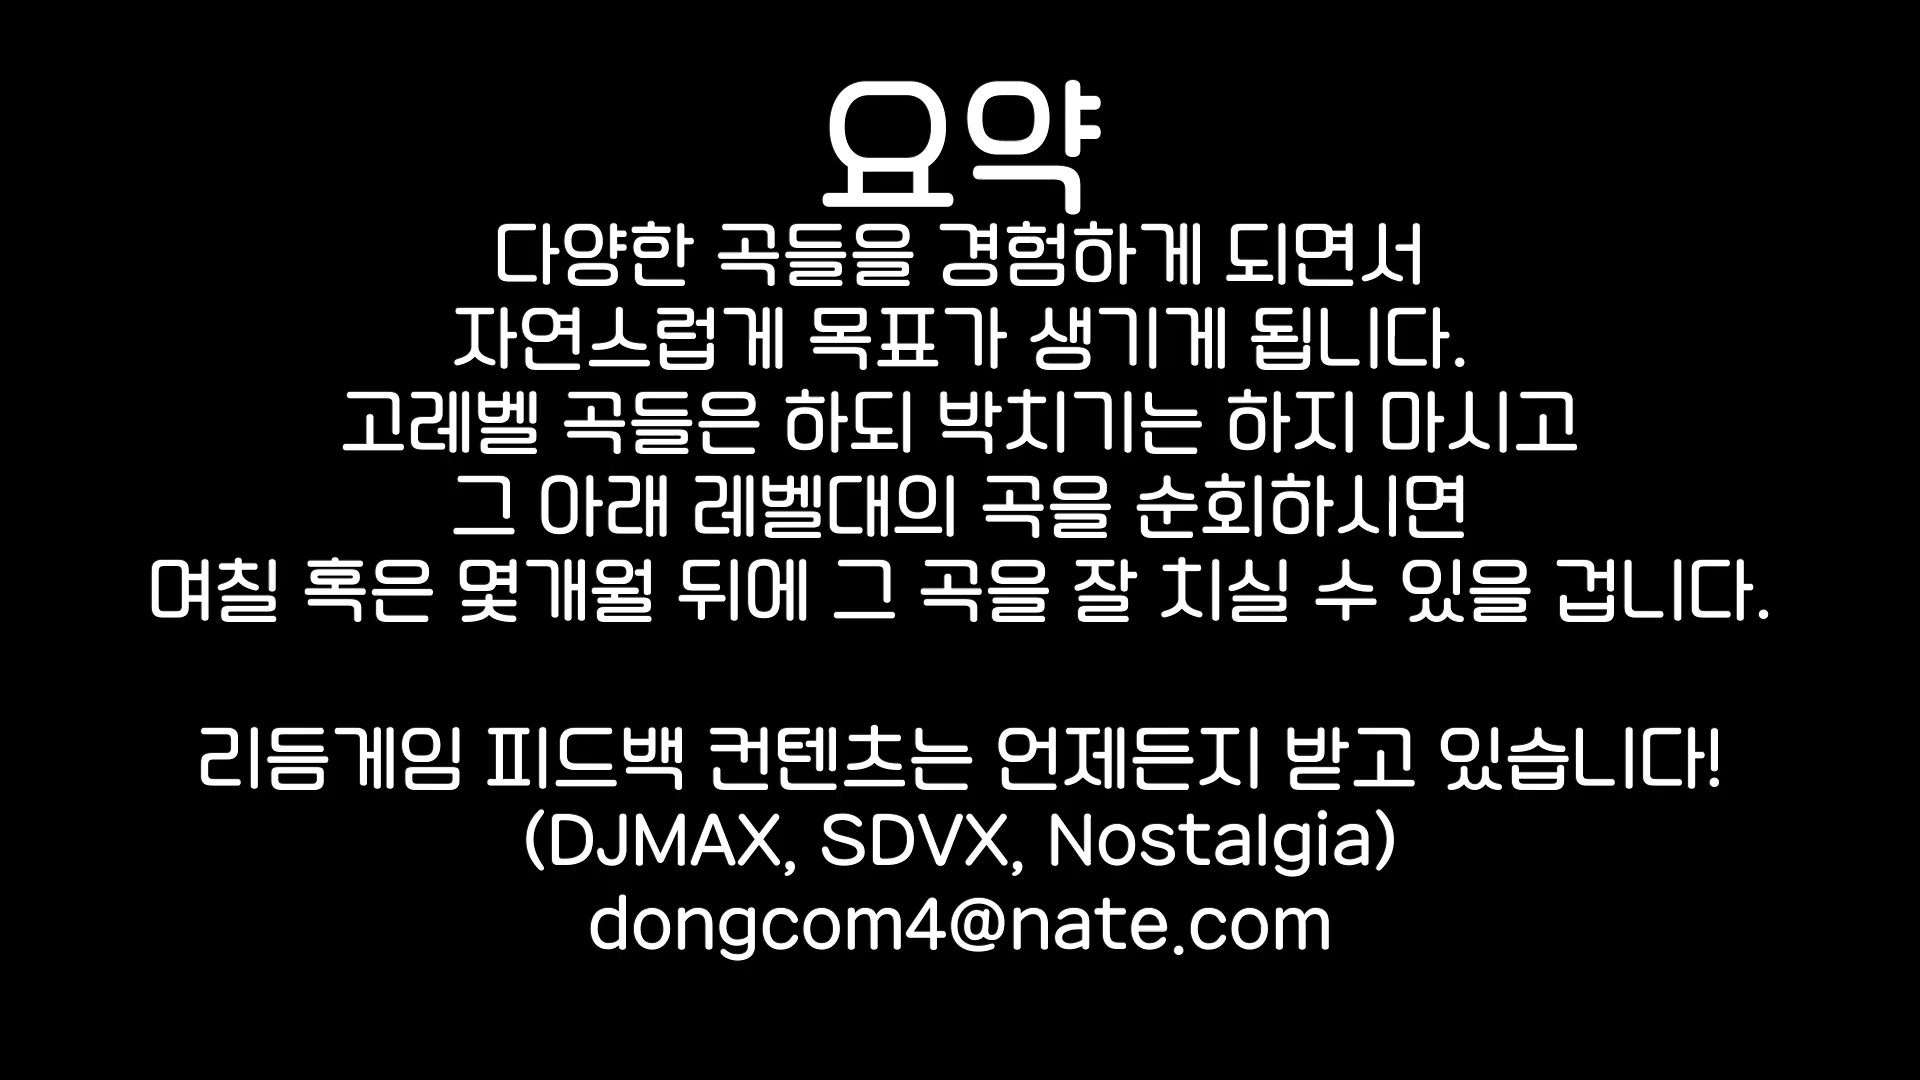 요약
다양한 곡들을 경험하게 되면서
자연스럽게 목표가 생기게 됩니다.
고레벨 곡들은 하되 박치기는 하지 마시고
그 아래 레벨대의 곡을 순회하시면
며칠 혹은 몇개월 뒤에 그 곡을 잘 치실 수 있을 겁니다.
리듬게임 피드백 컨텐츠는 언제든지 받고 있습니다!
(DJMAX, SDVX, Nostalgia)
dongcom4@nate.com